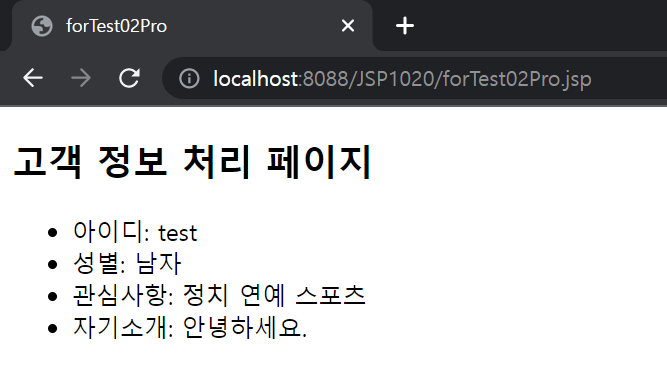 forTest02Pro
localhost:8088/JSP1020/forTest02Pro.jsp
고객 정보 처리 페이지
아이디: test
성별: 남자
관심사항: 정치 연예 스포츠
자기소개: 안녕하세요.